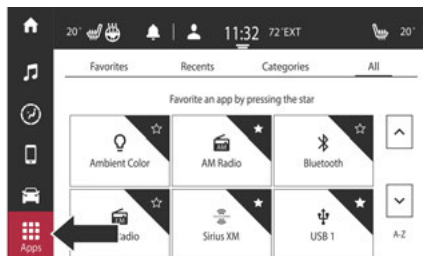 20° 11:32 72°EXT 20°
Favorites Recents Categories All
Favorite an app by pressing the star
Ambient Color AM Radio Bluetooth
adio Sirius XM USB 1 A-Z
Apps